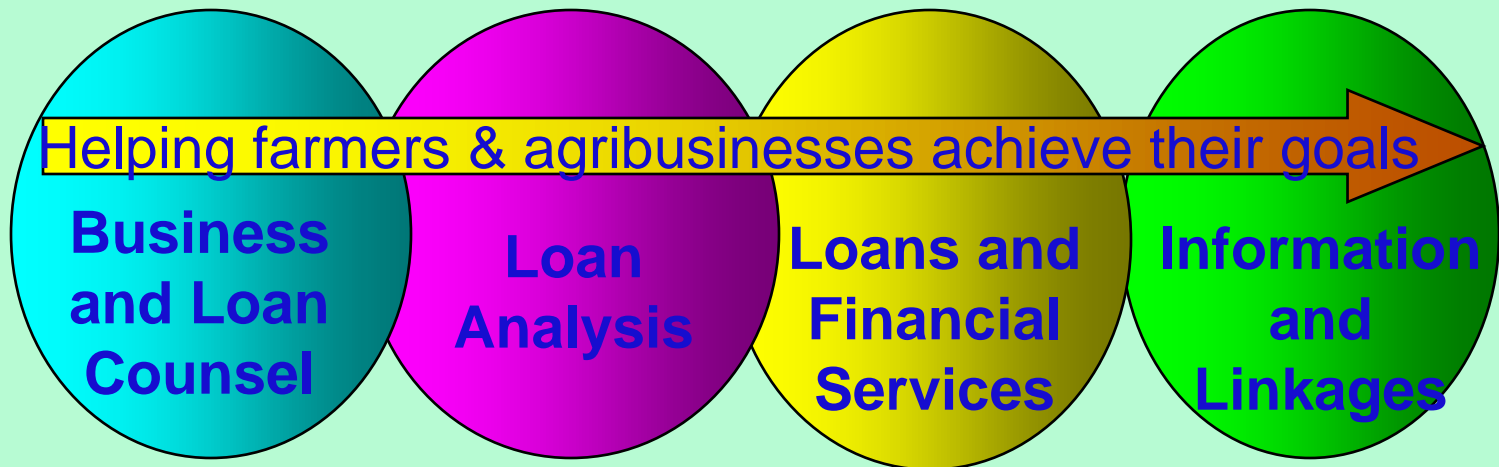 Helping farmers & agribusinesses achieve their goals
Business
and Loan
Counsel
Loan
Analysis
Loans and
Financial
Services
Information
and
Linkages